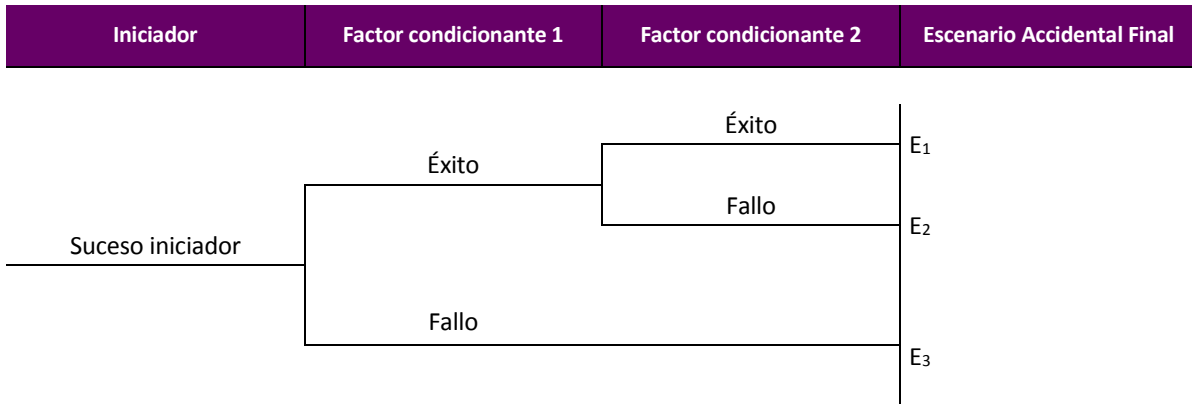 Iniciador
Factor condicionante 1
Factor condicionante 2
Escenario Accidental Final
Éxito
E₁
Éxito
Fallo
E₂
Suceso iniciador
Fallo
E₃